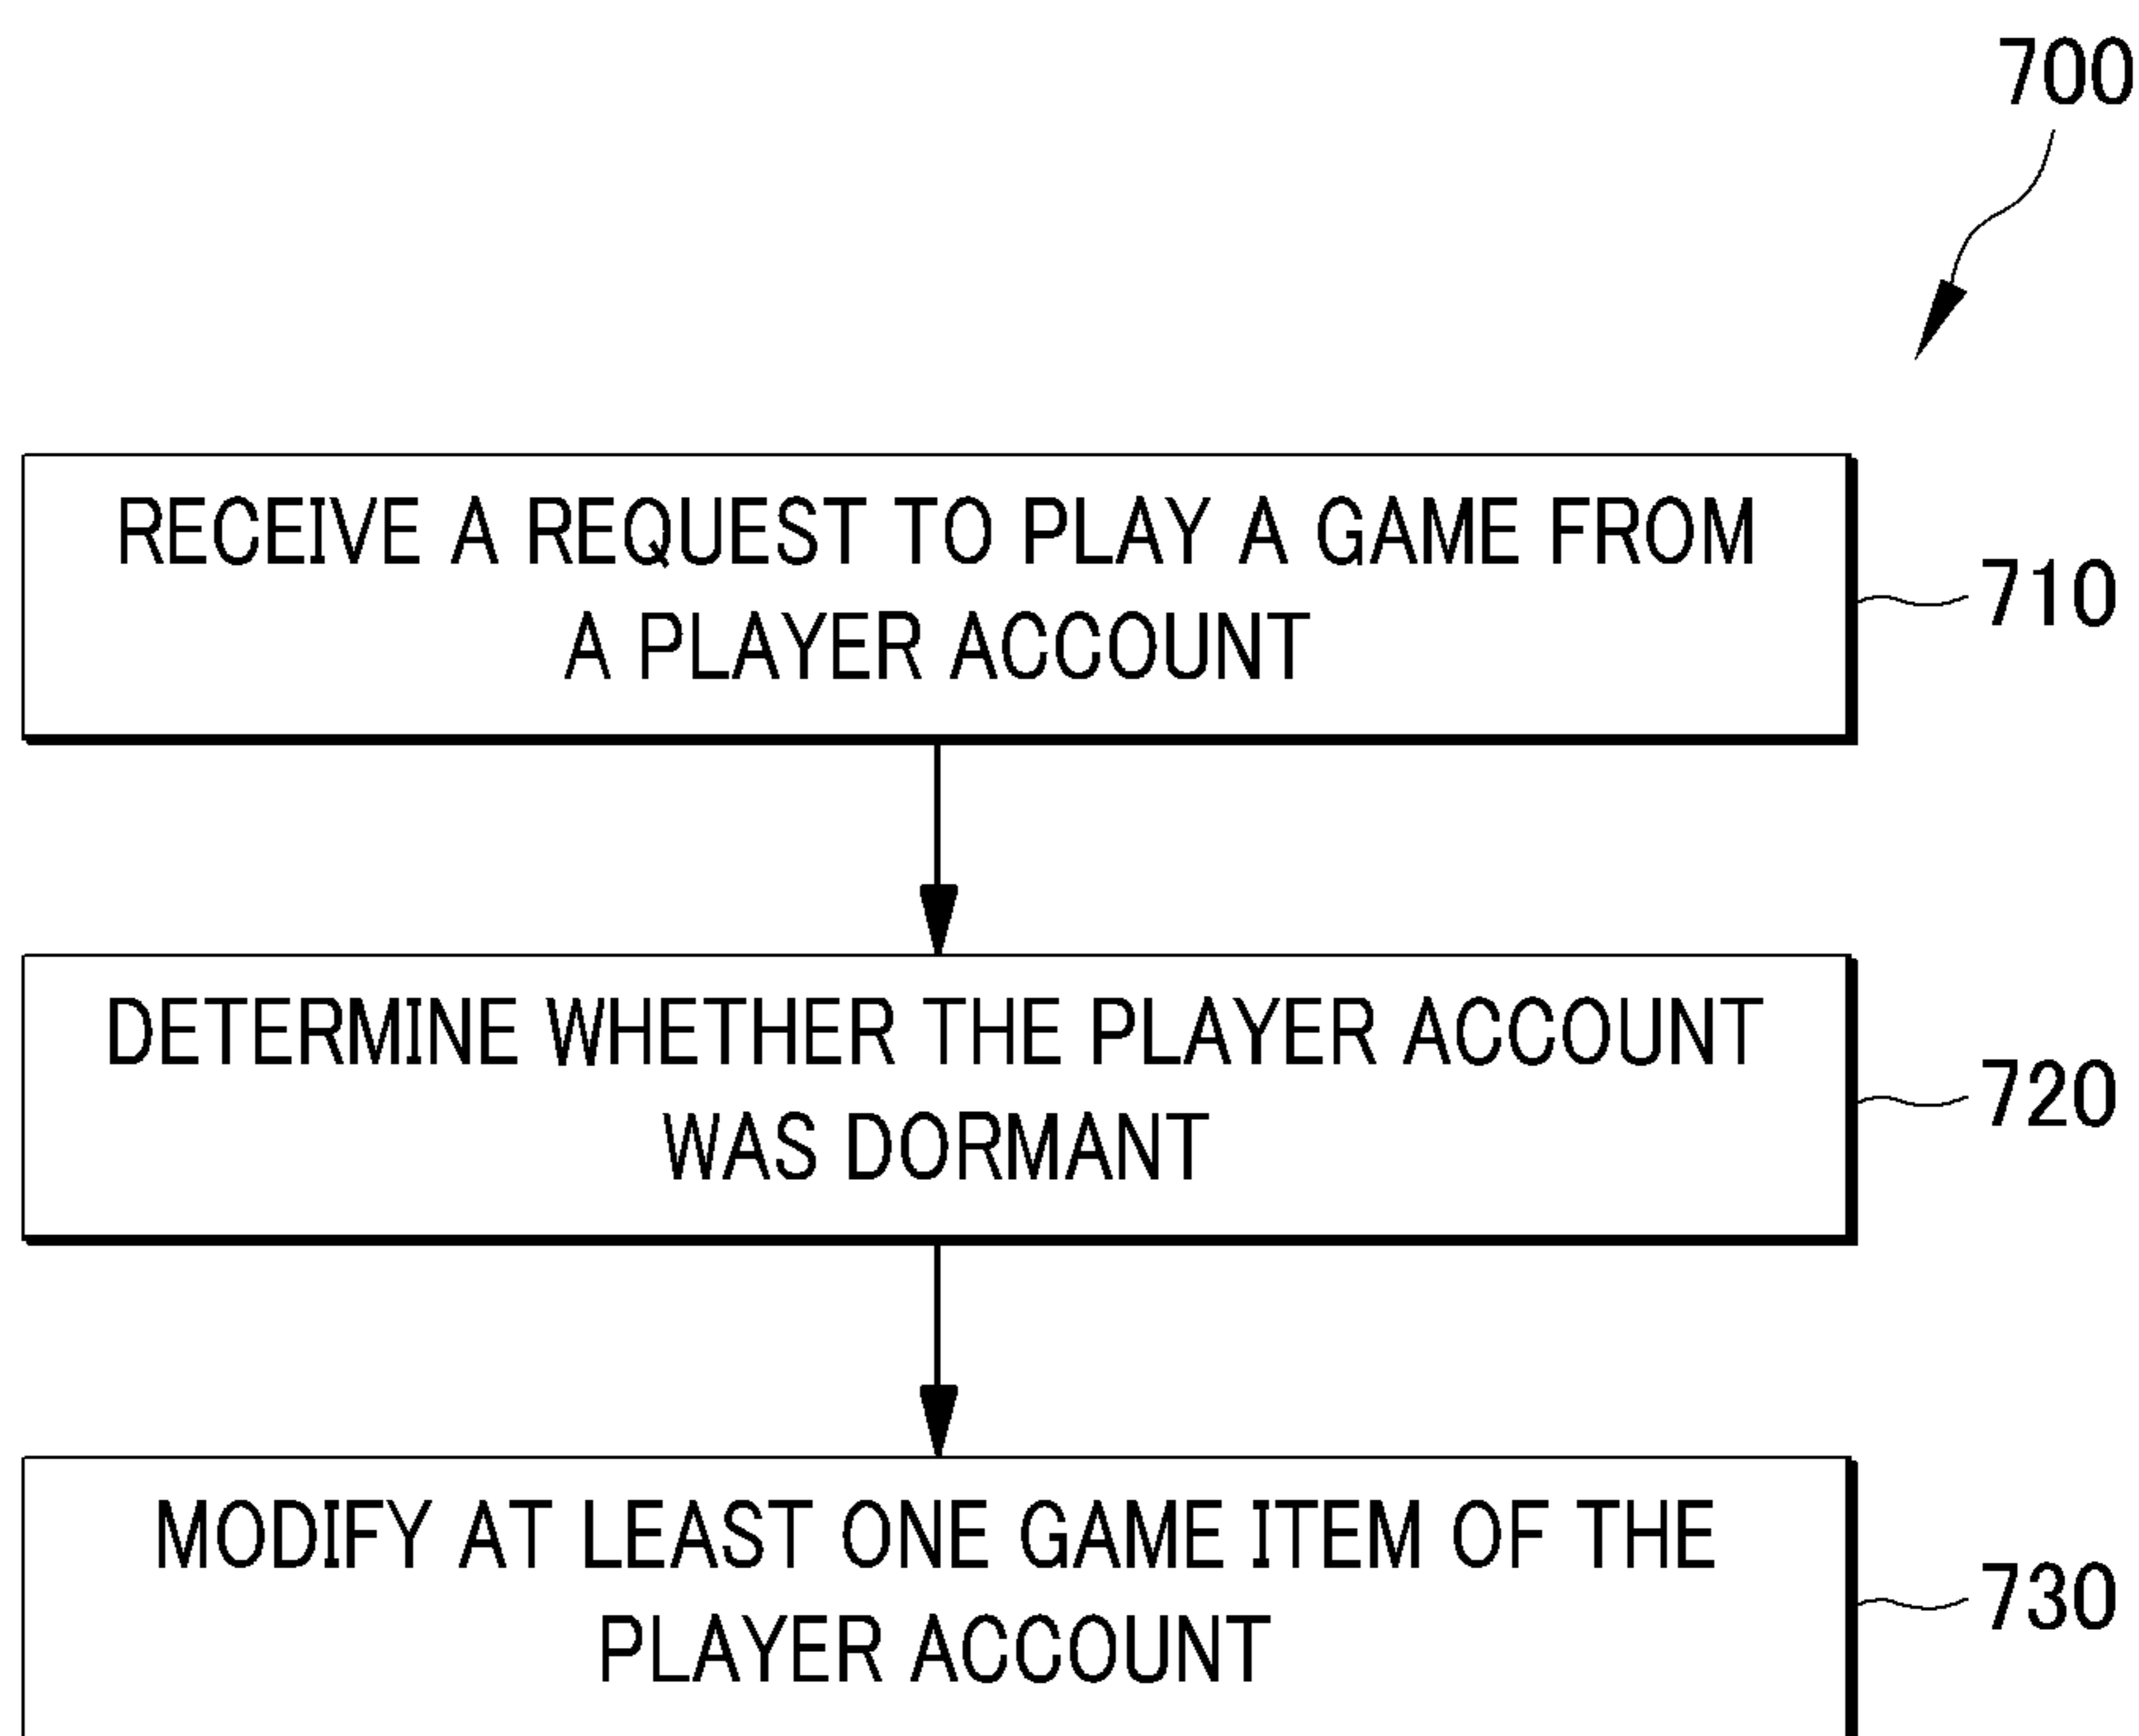 700
RECEIVE A REQUEST TO PLAY A GAME FROM
A PLAYER ACCOUNT
710
DETERMINE WHETHER THE PLAYER ACCOUNT
WAS DORMANT
720
MODIFY AT LEAST ONE GAME ITEM OF THE
PLAYER ACCOUNT
730